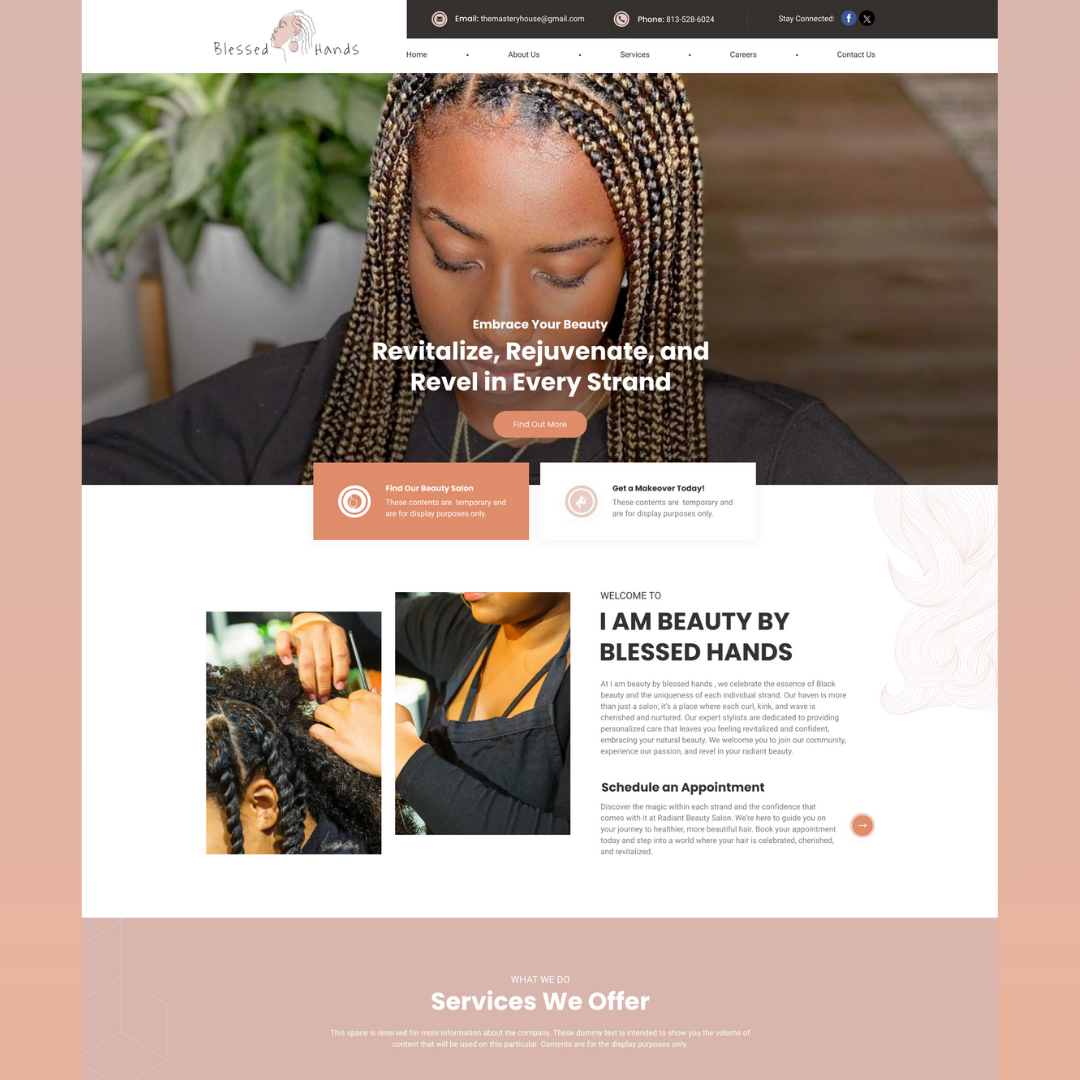 Blessed Hands
Email: themasteryhouse@gmail.com
Phone: 813-528-6024
Stay Connected:
Home • About Us • Services • Careers • Contact Us
Embrace Your Beauty
Revitalize, Rejuvenate, and
Revel in Every Strand
Find Out More
Find Our Beauty Salon
These contents are temporary and
are for display purposes only.
Get a Makeover Today!
These contents are temporary and
are for display purposes only.
WELCOME TO
I AM BEAUTY BY
BLESSED HANDS
At I am beauty by blessed hands , we celebrate the essence of Black
beauty and the uniqueness of each individual strand. Our haven is more
than just a salon; it's a place where each curl, kink, and wave is
cherished and nurtured. Our expert stylists are dedicated to providing
personalized care that leaves you feeling revitalized and confident,
embracing your natural beauty. We welcome you to join our community,
experience our passion, and revel in your radiant beauty.
Schedule an Appointment
Discover the magic within each strand and the confidence that
comes with it at Radiant Beauty Salon. We're here to guide you on
your journey to healthier, more beautiful hair. Book your appointment
today and step into a world where your hair is celebrated, cherished,
and revitalized.
WHAT WE DO
Services We Offer
This space is reserved for more information about the company. These dummy text is intended to show you the volume of
content that will be used on this particular. Contents are for the display purposes only.